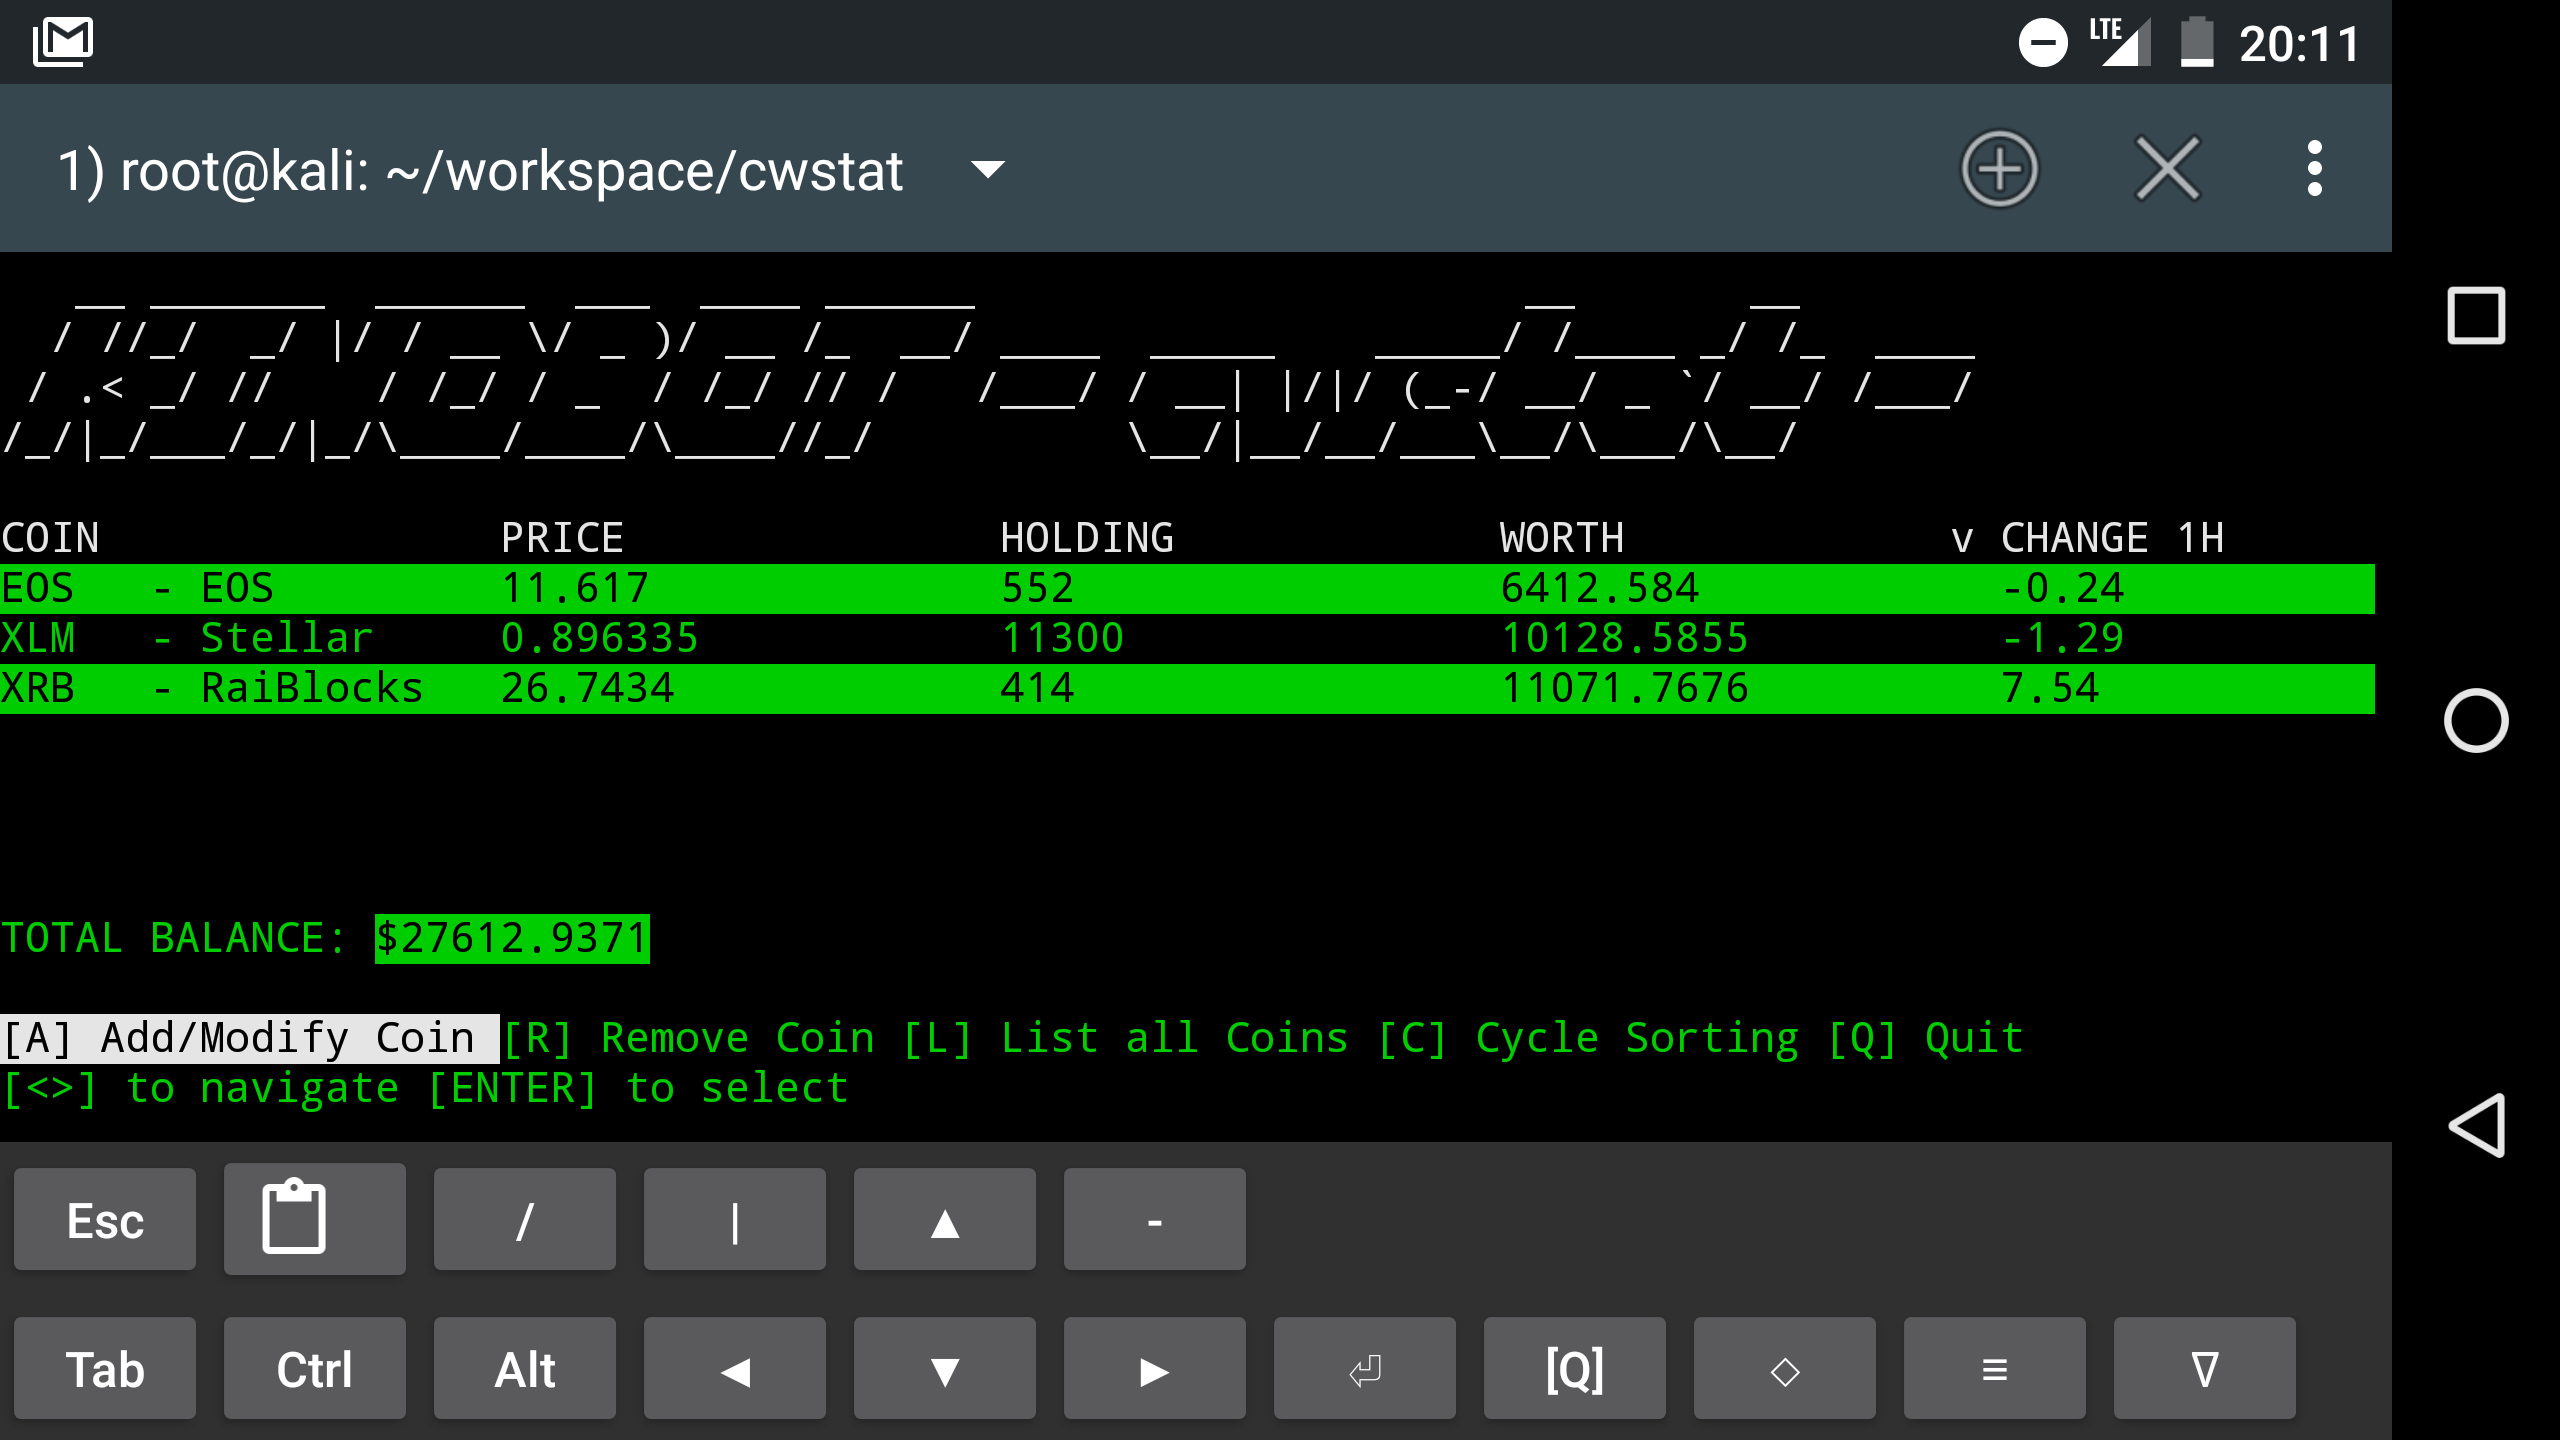 LTE 20:11
1) root@kali: ~/workspace/cwstat
COIN PRICE HOLDING WORTH v CHANGE 1H
EOS - EOS 11.617 552 6412.584 -0.24
XLM - Stellar 0.896335 11300 10128.5855 -1.29
XRB - RaiBlocks 26.7434 414 11071.7676 7.54
TOTAL BALANCE: $27612.9371
[A] Add/Modify Coin [R] Remove Coin [L] List all Coins [C] Cycle Sorting [Q] Quit
[<>] to navigate [ENTER] to select
Esc / | ▲ -
Tab Ctrl Alt ◀ ▼ ▶ ⏎ [Q] ◇ ≡ ∇